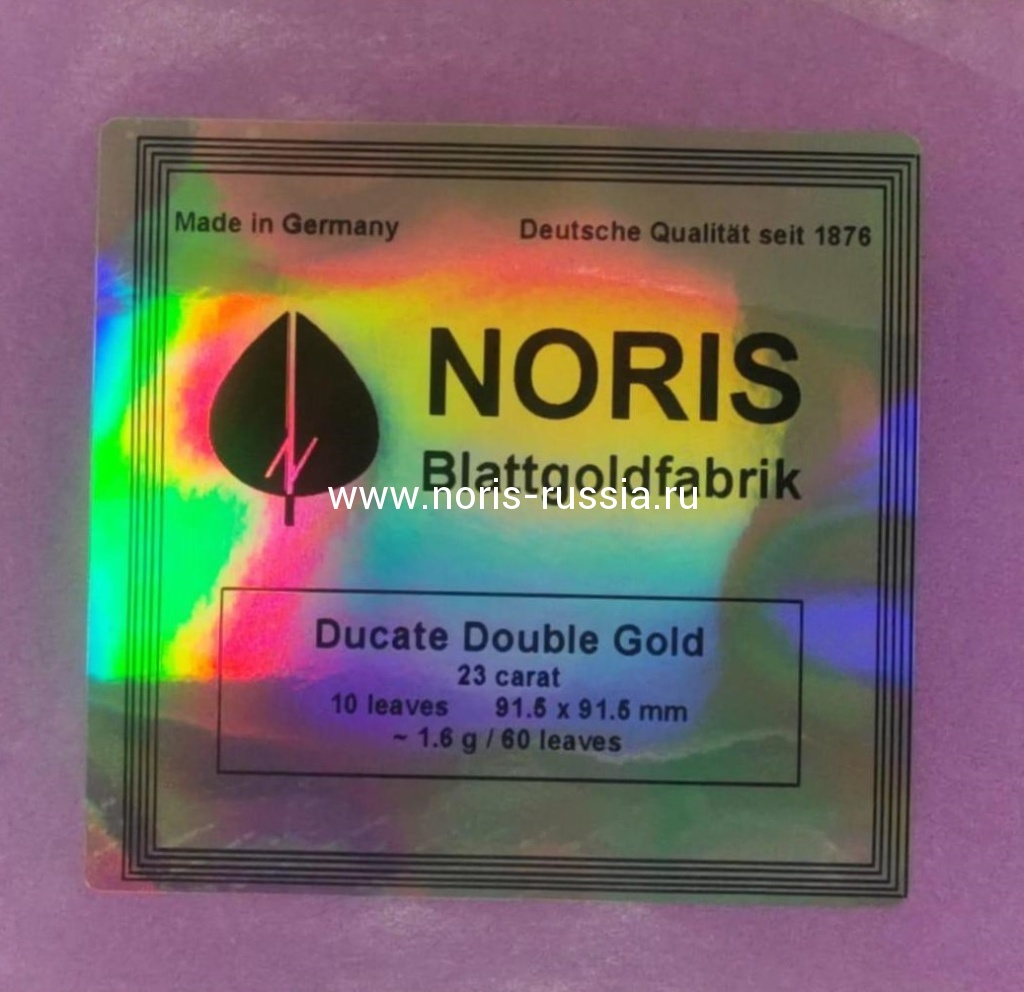 Made in Germany Deutsche Qualität seit 1876
NORIS
Blattgoldfabrik
www.noris-russia.ru
Ducate Double Gold
23 carat
10 leaves 91.5 x 91.5 mm
~ 1.6 g / 60 leaves